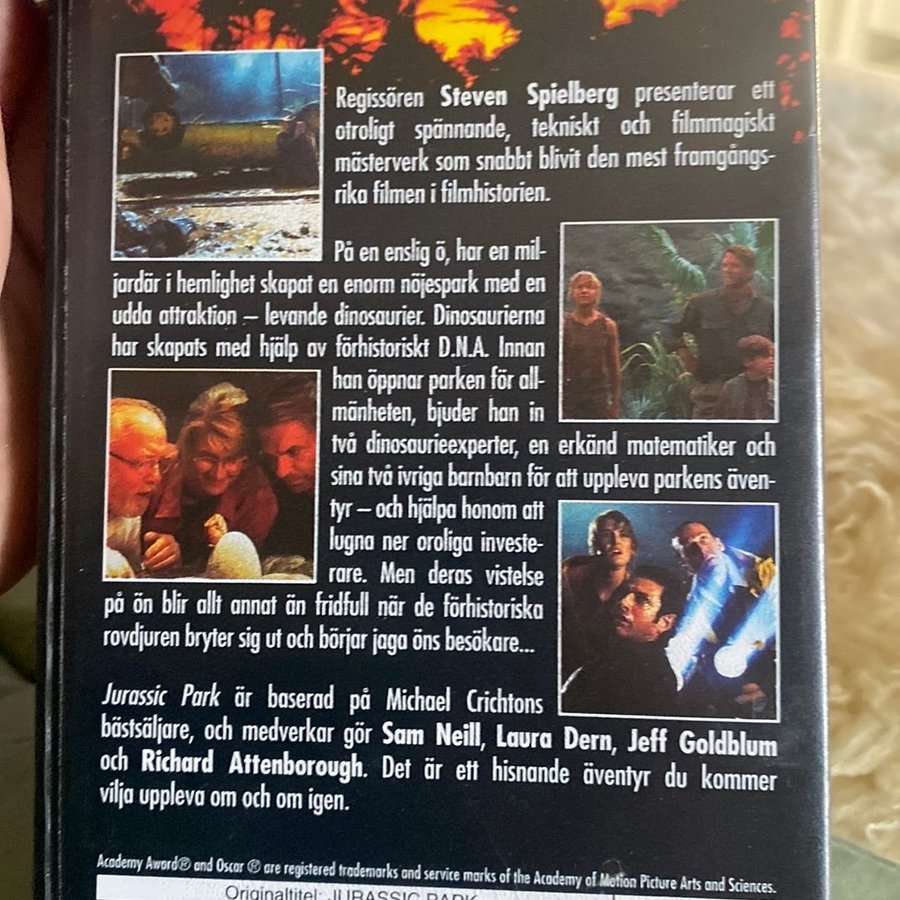 Regissören Steven Spielberg presenterar ett
otroligt spännande, tekniskt och filmmagiskt
mästerverk som snabbt blivit den mest framgångs-
rika filmen i filmhistorien.
På en enslig ö, har en mil-
jardär i hemlighet skapat en enorm nöjespark med en
udda attraktion – levande dinosaurier. Dinosaurierna
har skapats med hjälp av förhistoriskt D.N.A. Innan
han öppnar parken för all-
mänheten, bjuder han in
två dinosaurieexperter, en erkänd matematiker och
sina två ivriga barnbarn för att uppleva parkens även-
tyr – och hjälpa honom att
lugna ner oroliga investe-
rare. Men deras vistelse
på ön blir allt annat än fridfull när de förhistoriska
rovdjuren bryter sig ut och börjar jaga öns besökare...
Jurassic Park är baserad på Michael Crichtons
bästsäljare, och medverkar gör Sam Neill, Laura Dern, Jeff Goldblum
och Richard Attenborough. Det är ett hisnande äventyr du kommer
vilja uppleva om och om igen.
Academy Award® and Oscar ® are registered trademarks and service marks of the Academy of Motion Picture Arts and Sciences.
Originaltitel: JURASSIC PARK